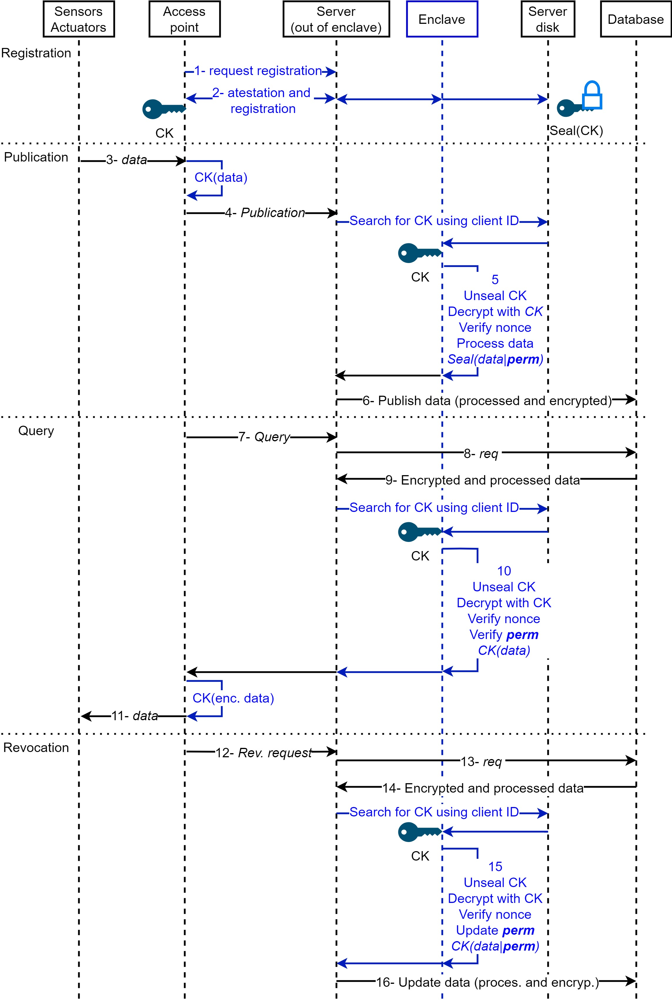 Sensors
Actuators
Access
point
Server
(out of enclave)
Enclave
Server
disk
Database
Registration
1- request registration
2- atestation and
registration
CK
Seal(CK)
Publication
3- data
CK(data)
4- Publication
Search for CK using client ID
CK
5
Unseal CK
Decrypt with CK
Verify nonce
Process data
Seal(data|perm)
6- Publish data (processed and encrypted)
Query
7- Query
8- req
9- Encrypted and processed data
Search for CK using client ID
CK
10
Unseal CK
Decrypt with CK
Verify nonce
Verify perm
CK(data)
CK(enc. data)
11- data
Revocation
12- Rev. request
13- req
14- Encrypted and processed data
Search for CK using client ID
CK
15
Unseal CK
Decrypt with CK
Verify nonce
Update perm
CK(data|perm)
16- Update data (proces. and encryp.)